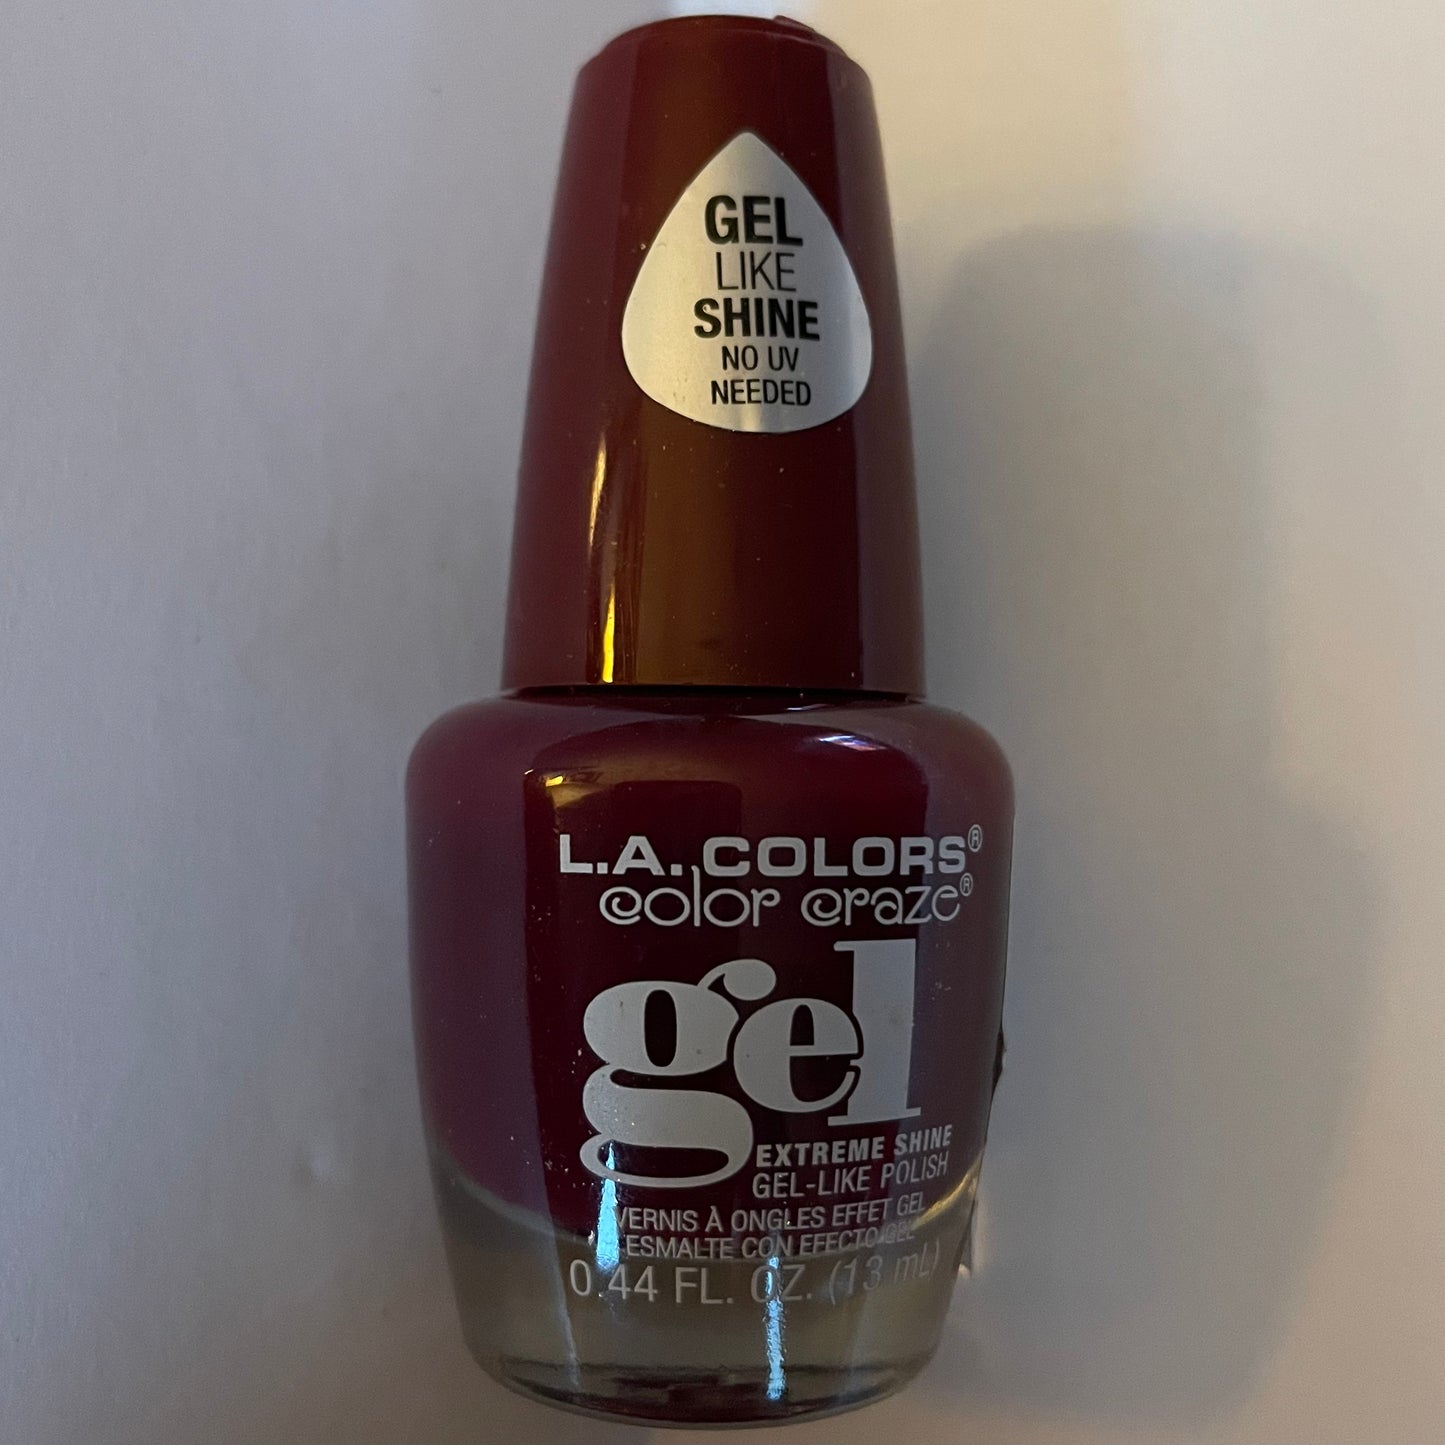 GEL
LIKE
SHINE
NO UV
NEEDED
L.A. COLORS®
color craze®
gel
EXTREME SHINE
GEL-LIKE POLISH
VERNIS À ONGLES EFFET GEL
ESMALTE CON EFECTO GEL
0.44 FL. OZ. (13 mL)